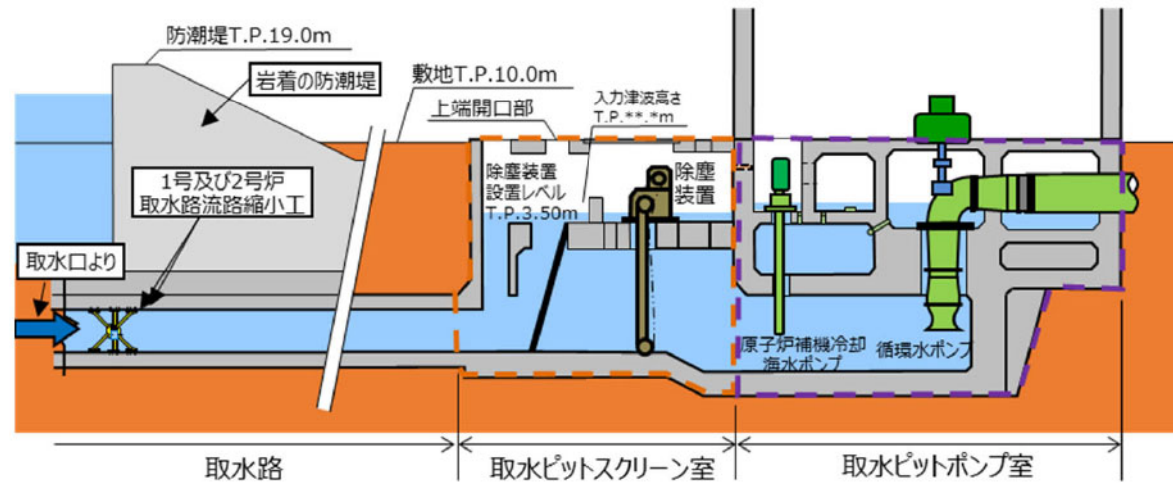 防潮堤T.P.19.0m
岩着の防潮堤
敷地T.P.10.0m
上端開口部
入力津波高さ
T.P.**.*m
除塵装置
設置レベル
T.P.3.50m
除塵
装置
1号及び2号炉
取水路流路縮小工
取水口より
原子炉補機冷却
海水ポンプ
循環水ポンプ
取水路
取水ピットスクリーン室
取水ピットポンプ室